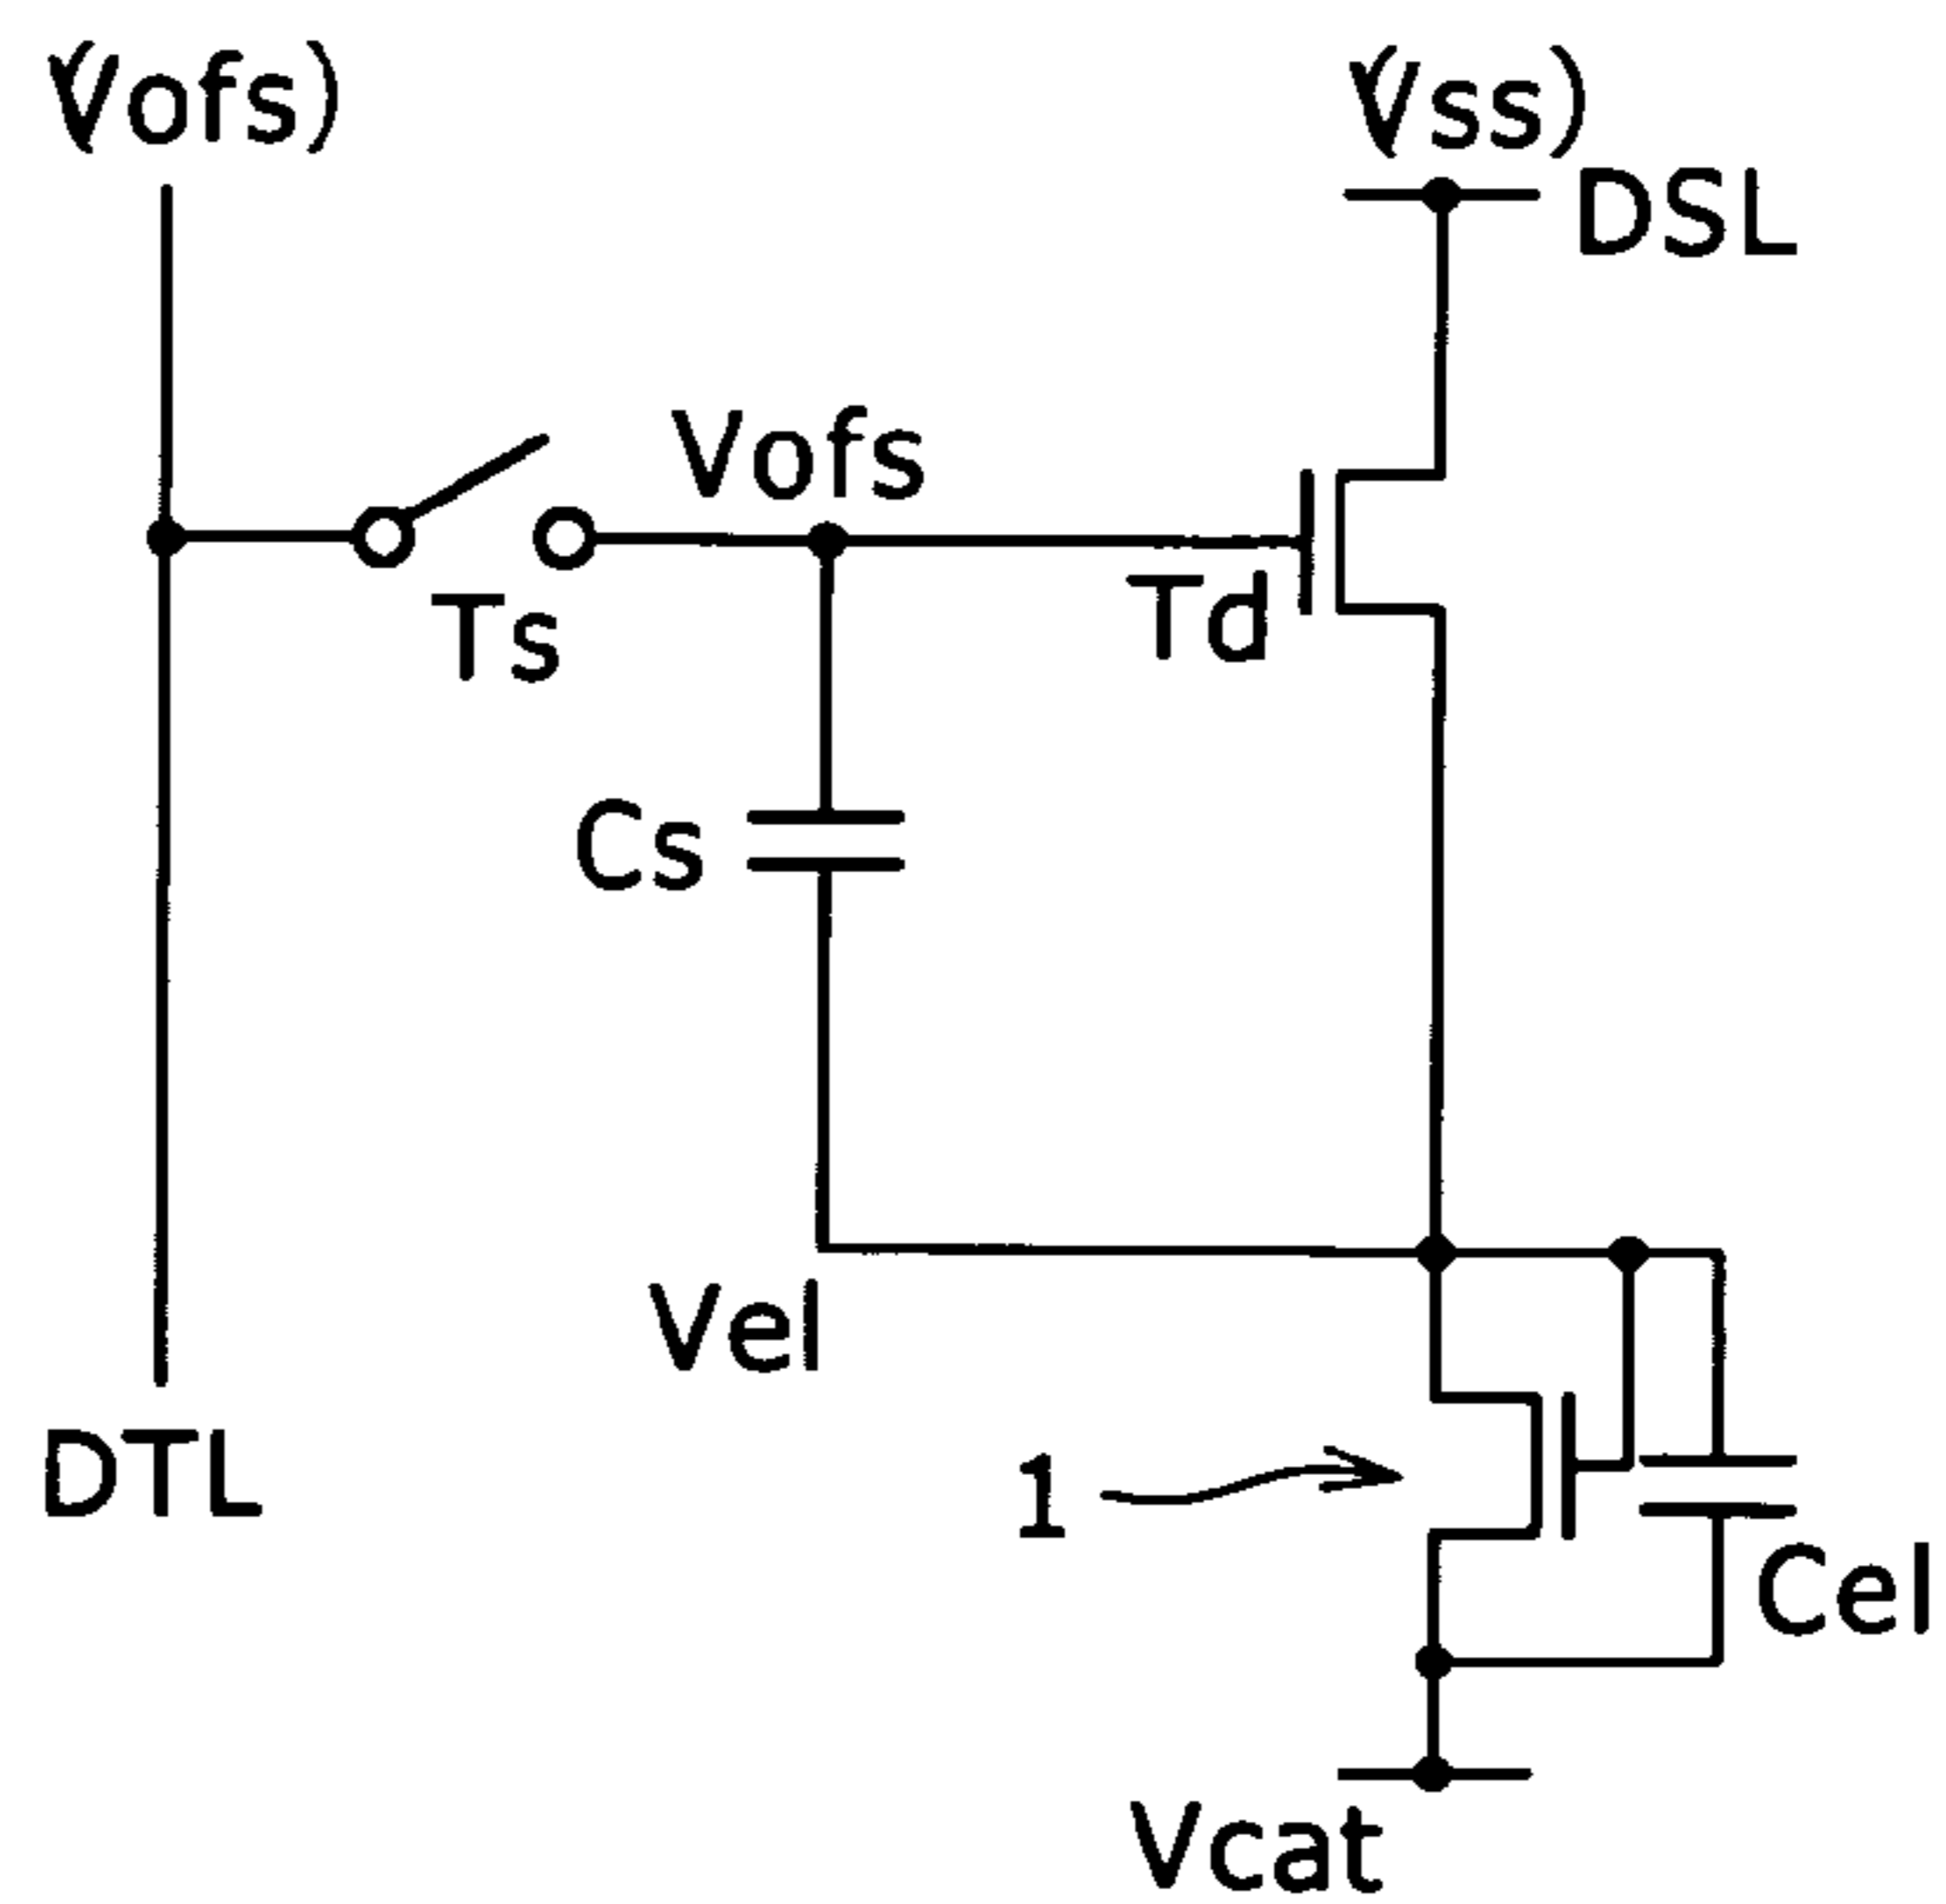 (Vofs)
(Vss)
DSL
Vofs
Ts
Td
Cs
Vel
DTL
1
Cel
Vcat